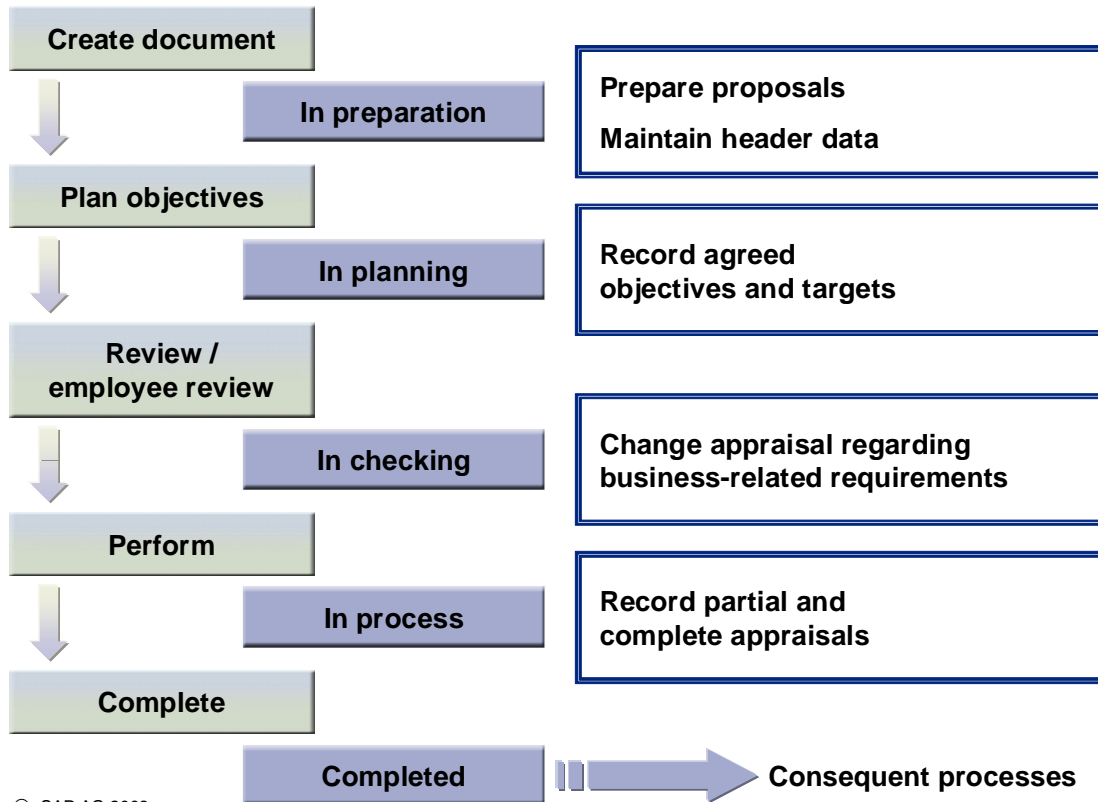 Create document
In preparation
Prepare proposals
Maintain header data
Plan objectives
In planning
Record agreed
objectives and targets
Review /
employee review
In checking
Change appraisal regarding
business-related requirements
Perform
In process
Record partial and
complete appraisals
Complete
Completed
Consequent processes